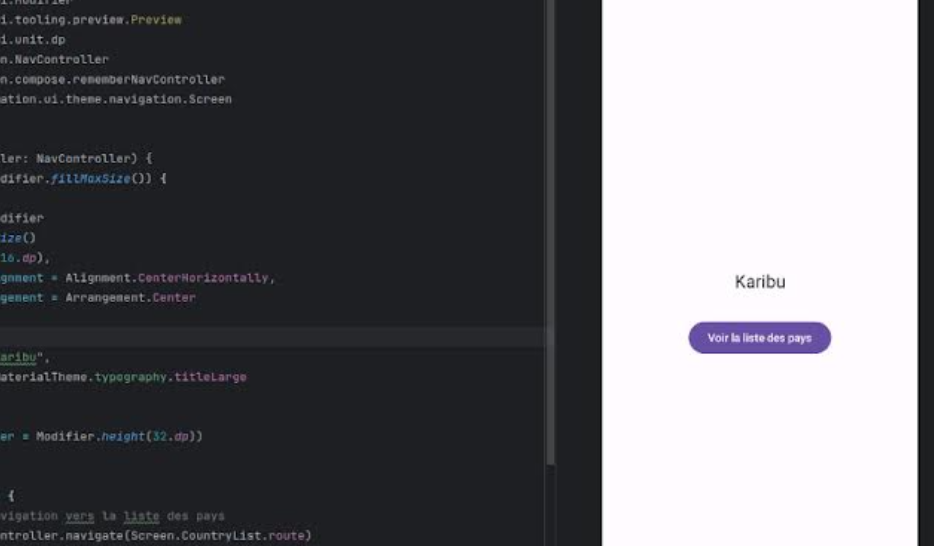 i.tooling.preview.Preview
i.unit.dp
n.NavController
n.compose.rememberNavController
ation.ui.theme.navigation.Screen
ler: NavController) {
difier.fillMaxSize()) {
difier
ize()
16.dp),
gnment = Alignment.CenterHorizontally,
gement = Arrangement.Center
aribu",
aterialTheme.typography.titleLarge
er = Modifier.height(32.dp))
{
vigation vers la liste des pays
ntroller.navigate(Screen.CountryList.route)
Karibu
Voir la liste des pays